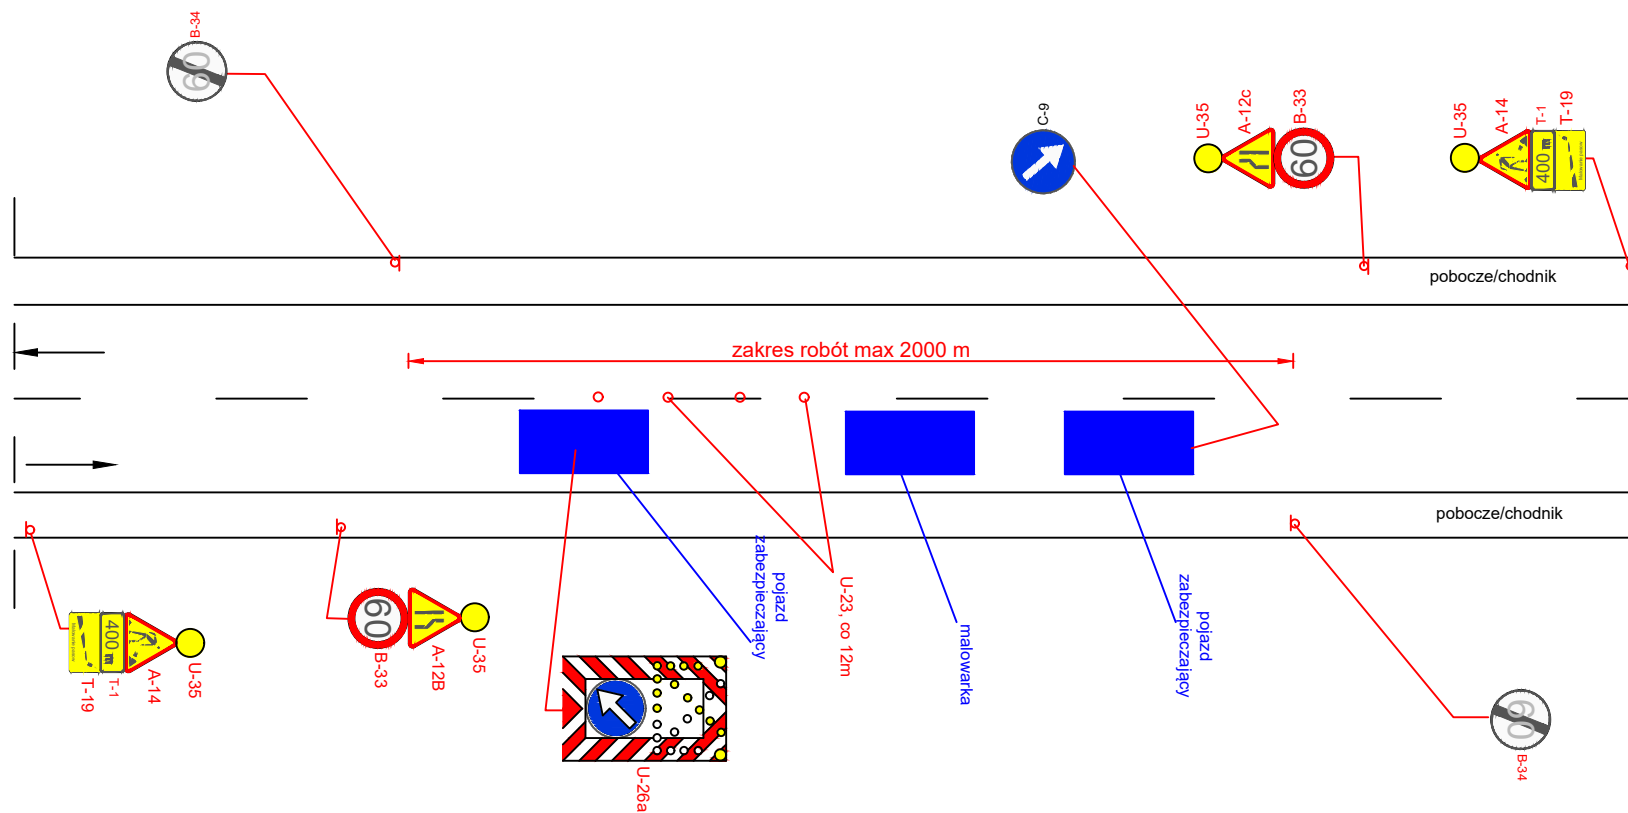 B-34
60
C-9
U-35
A-12c
B-33
60
U-35
A-14
T-1
T-19
400 m
pobocze/chodnik
zakres robót max 2000 m
pobocze/chodnik
pojazd
zabezpieczający
U-23, co 12m
malowarka
pojazd
zabezpieczający
400 m
T-19
T-1
A-14
U-35
60
B-33
A-12B
U-35
U-26a
60
B-34